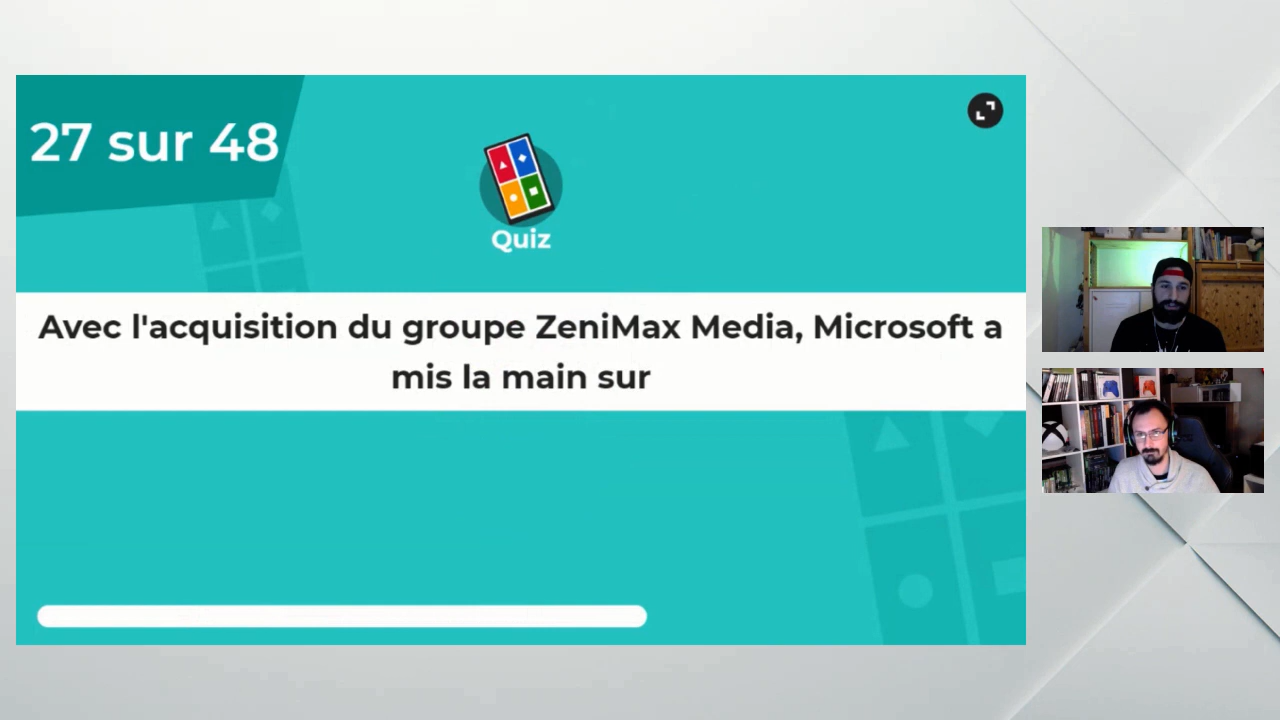 27 sur 48
Quiz
Avec l'acquisition du groupe ZeniMax Media, Microsoft a
mis la main sur